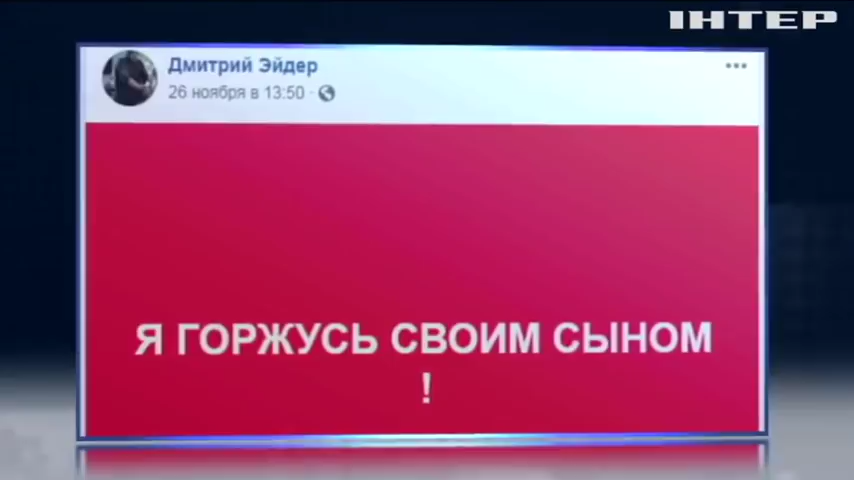 ІНТЕР
Дмитрий Эйдер
26 ноября в 13:50 ·
Я ГОРЖУСЬ СВОИМ СЫНОМ
!